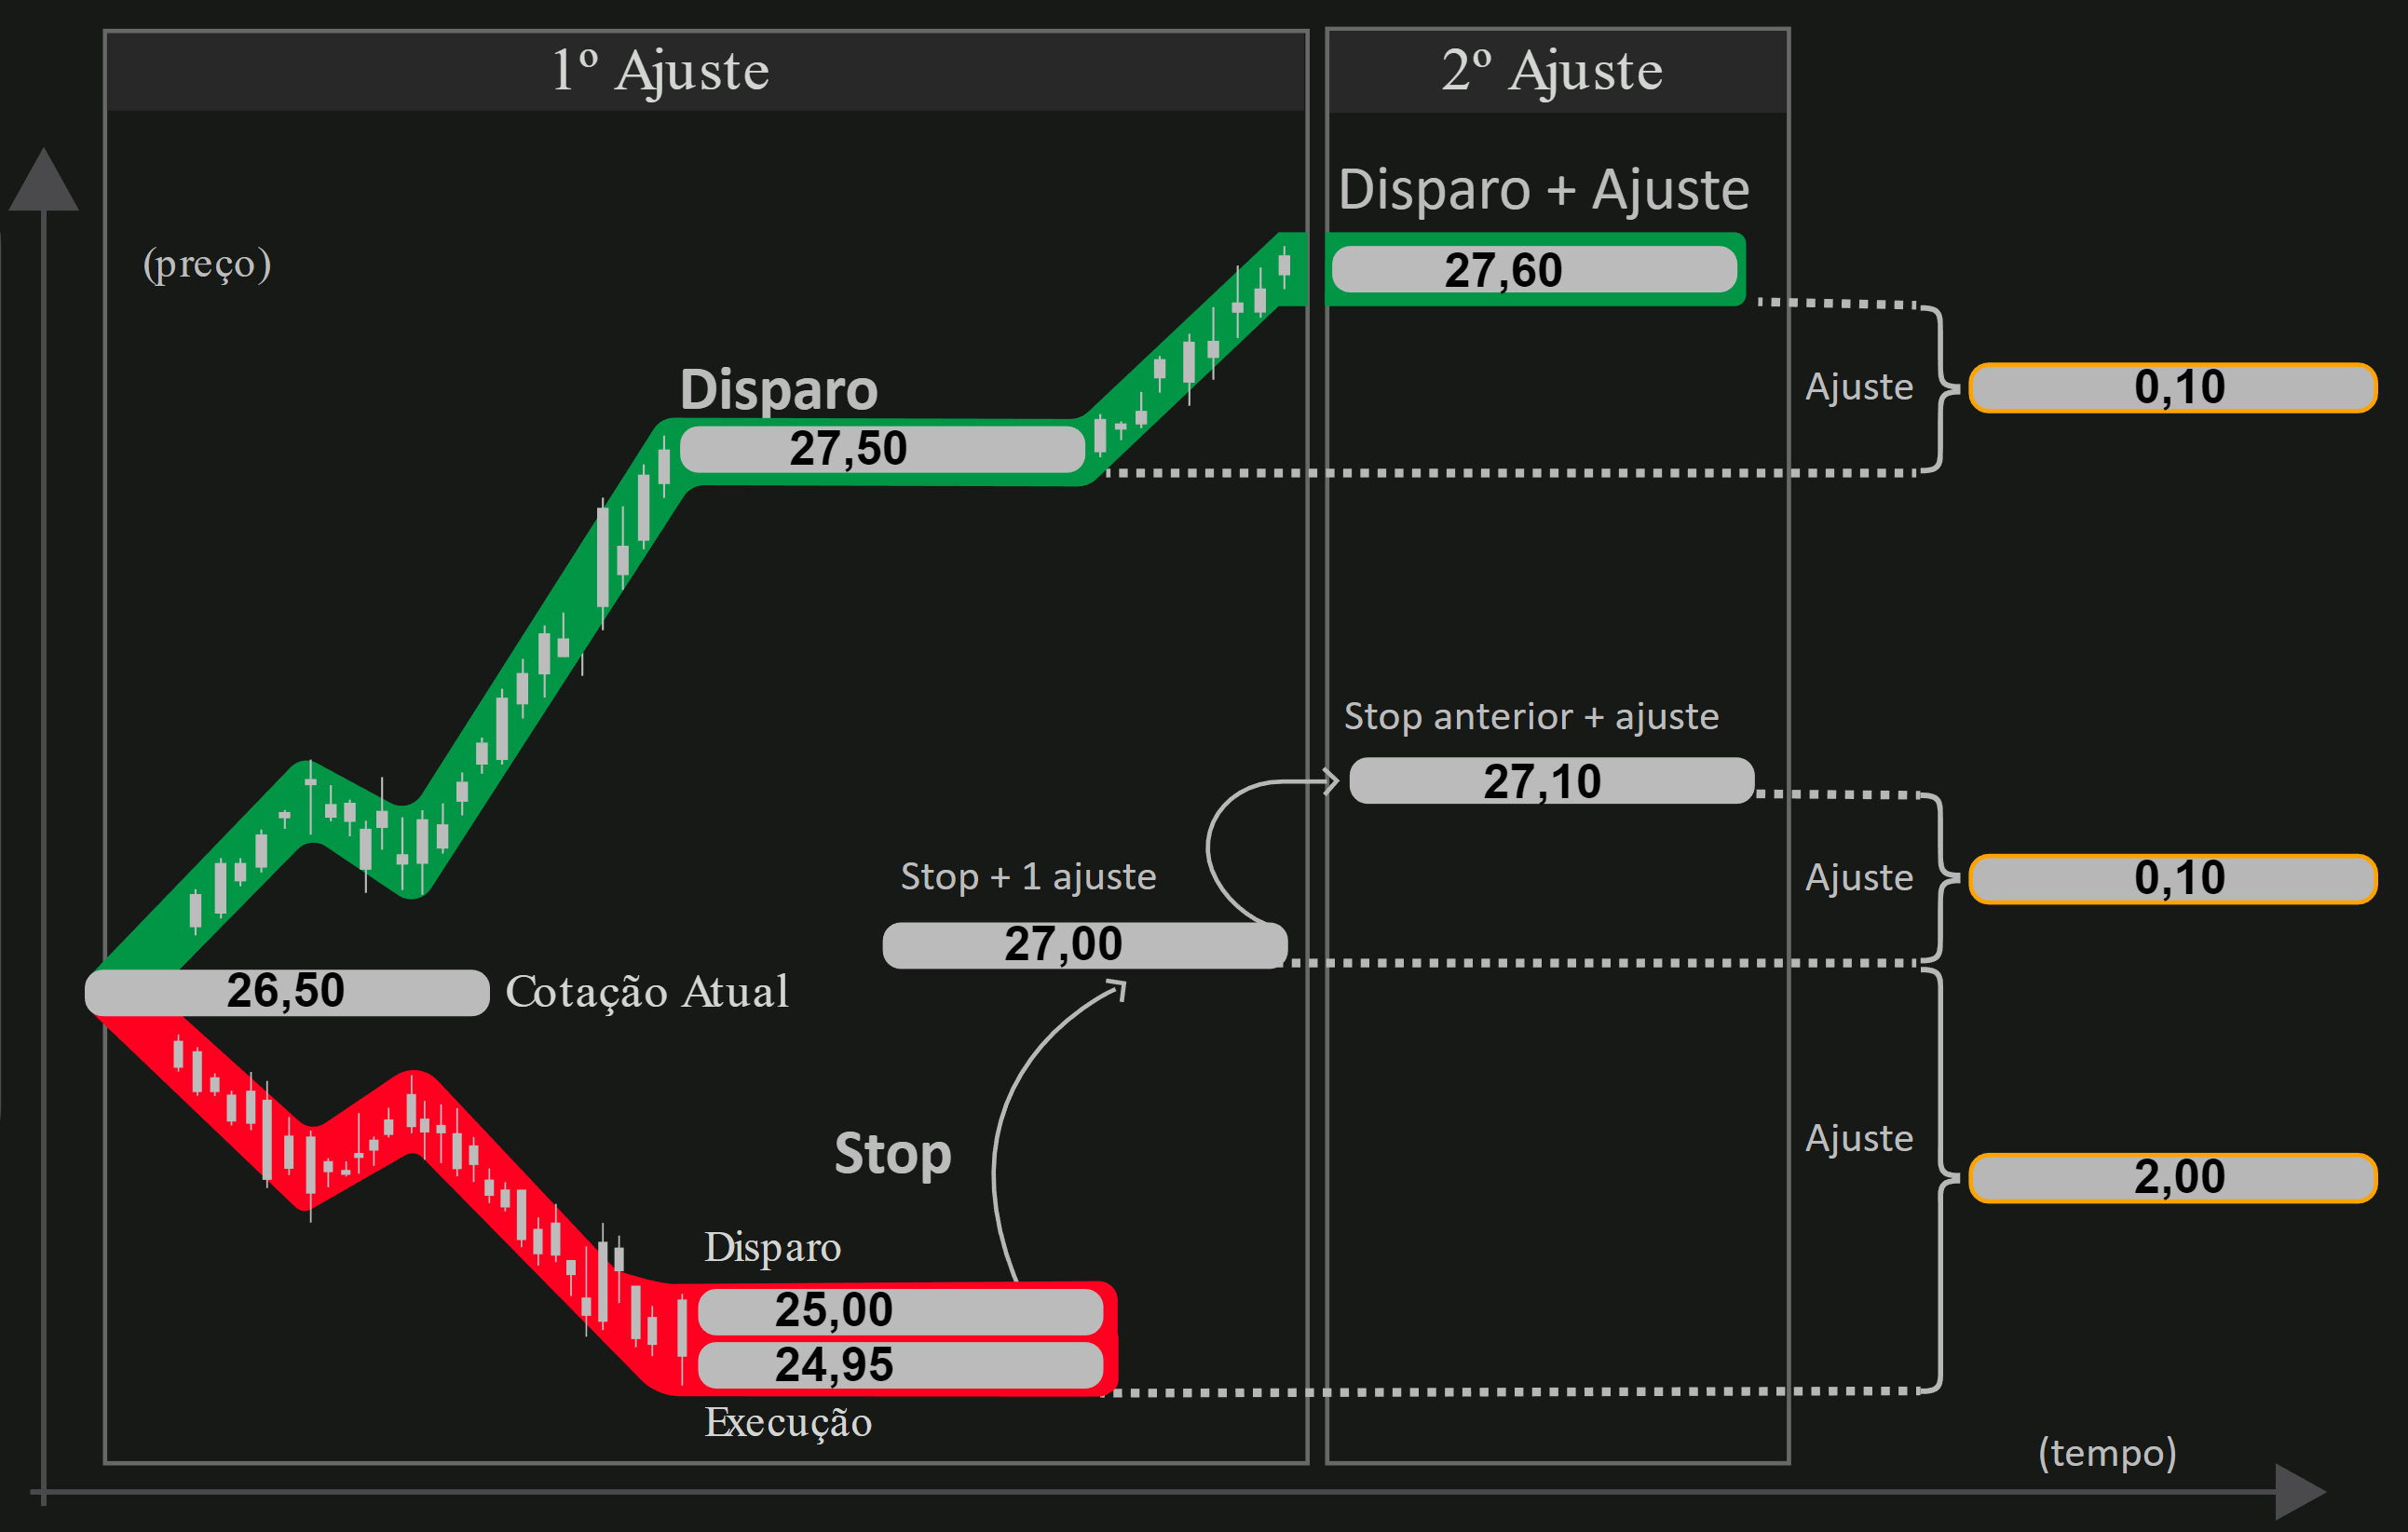 1º Ajuste
2º Ajuste
Disparo + Ajuste
(preço)
27,60
Disparo
Ajuste
0,10
27,50
Stop anterior + ajuste
27,10
Stop + 1 ajuste
Ajuste
0,10
27,00
26,50
Cotação Atual
Stop
Ajuste
2,00
Disparo
25,00
24,95
Execução
(tempo)